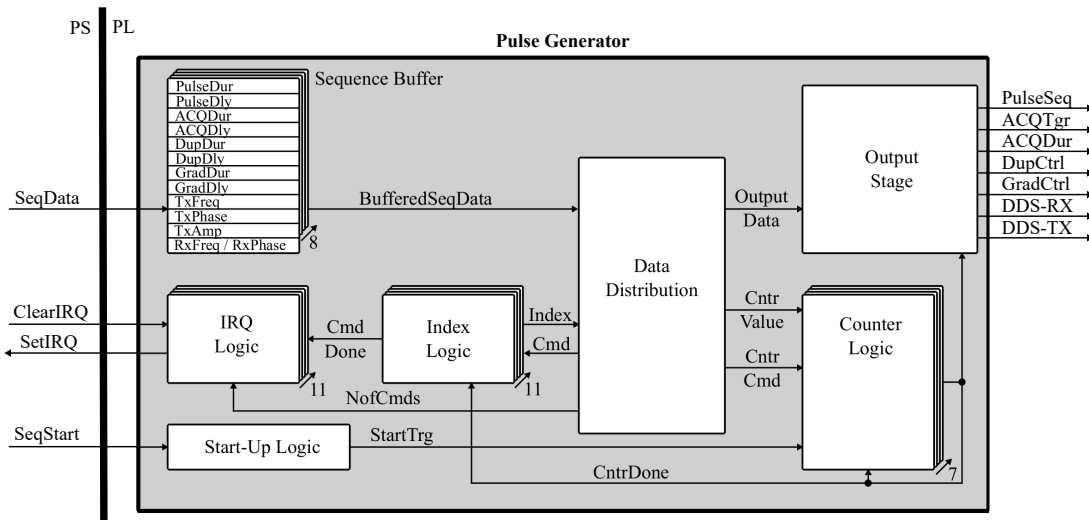 PS
PL
Pulse Generator
Sequence Buffer
PulseDur
PulseDly
ACQDur
ACQDly
DupDur
DupDly
GradDur
GradDly
TxFreq
TxPhase
TxAmp
RxFreq / RxPhase
8
SeqData
BufferedSeqData
Data
Distribution
Output
Data
Output
Stage
PulseSeq
ACQTgr
ACQDur
DupCtrl
GradCtrl
DDS-RX
DDS-TX
ClearIRQ
SetIRQ
IRQ
Logic
11
Cmd
Done
Index
Logic
11
Index
Cmd
NofCmds
Cntr
Value
Cntr
Cmd
Counter
Logic
7
SeqStart
Start-Up Logic
StartTrg
CntrDone